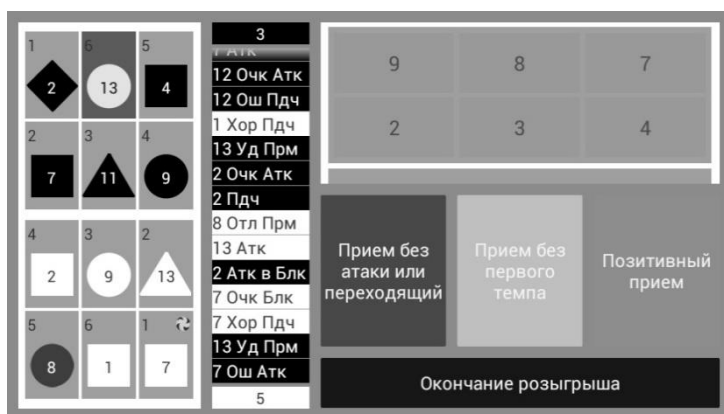 1 6 5
2 13 4
2 3 4
7 11 9
4 3 2
2 9 13
5 6 1
8 1 7
3
1 Атк
12 Очк Атк
12 Ош Пдч
1 Хор Пдч
13 Уд Прм
2 Очк Атк
2 Пдч
8 Отл Прм
13 Атк
2 Атк в Блк
7 Очк Блк
7 Хор Пдч
13 Уд Прм
7 Ош Атк
5
9 8 7
2 3 4
Прием без
атаки или
переходящий
Прием без
первого
темпа
Позитивный
прием
Окончание розыгрыша